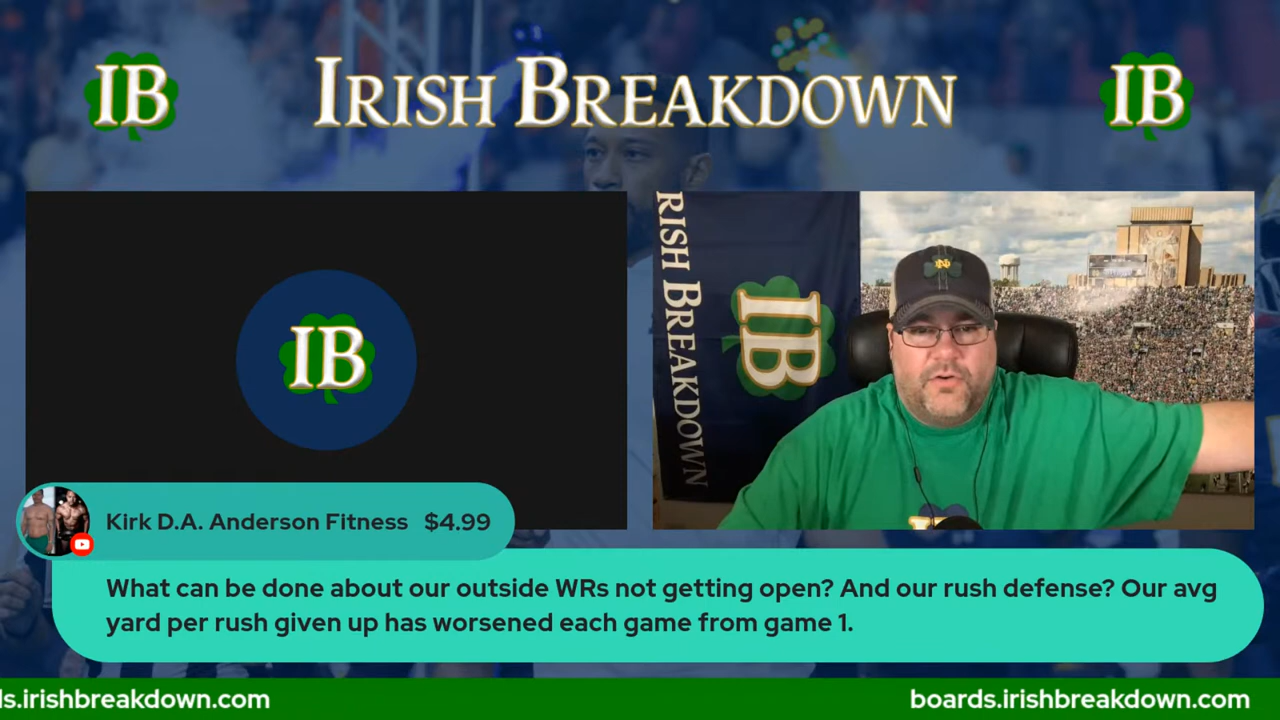 IB
IRISH BREAKDOWN
IB
RISH BREAKDOWN
IB
IB
Kirk D.A. Anderson Fitness $4.99
What can be done about our outside WRs not getting open? And our rush defense? Our avg
yard per rush given up has worsened each game from game 1.
ds.irishbreakdown.com
boards.irishbreakdown.com